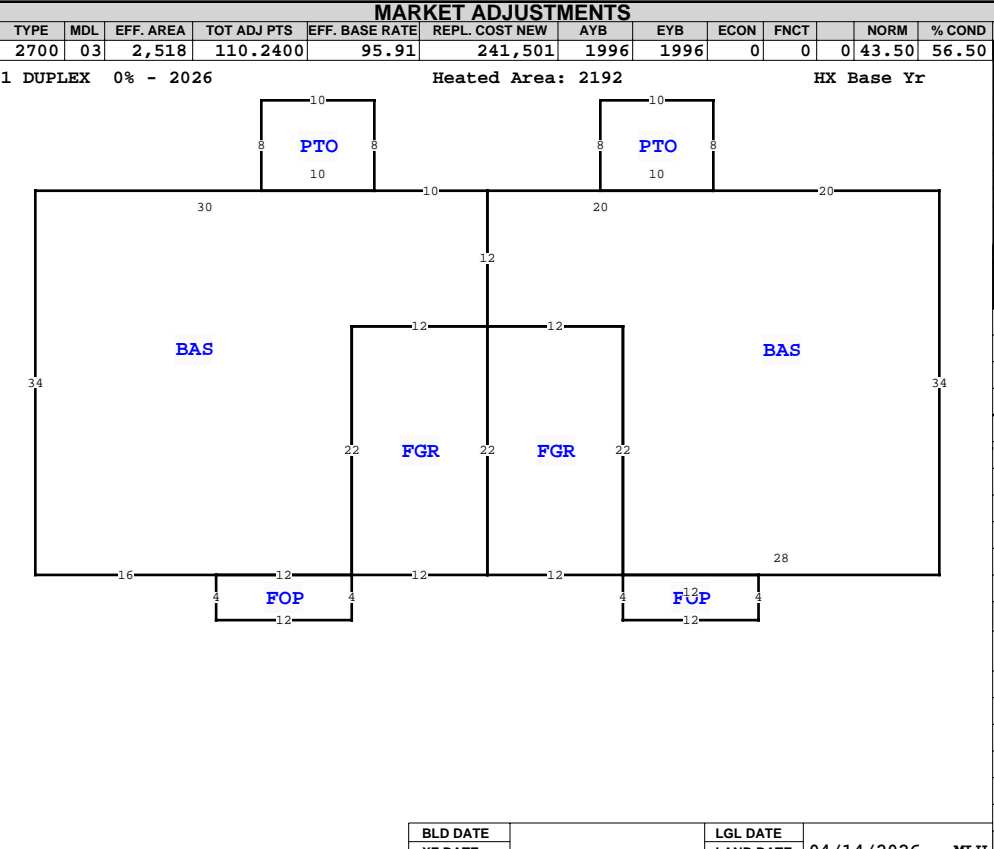 MARKET ADJUSTMENTS
TYPE MDL EFF. AREA TOT ADJ PTS EFF. BASE RATE REPL. COST NEW AYB EYB ECON FNCT NORM % COND
2700 03 2,518 110.2400 95.91 241,501 1996 1996 0 0 0 43.50 56.50
1 DUPLEX 0% - 2026 Heated Area: 2192 HX Base Yr
10 10
8 PTO 8 8 PTO 8
10 10
10 20
30 20
12
12 12
BAS BAS
34 34
22 FGR 22 FGR 22
28
16 12 12 12
4 FOP 4 4 FOP 12 4
12 12
BLD DATE LGL DATE